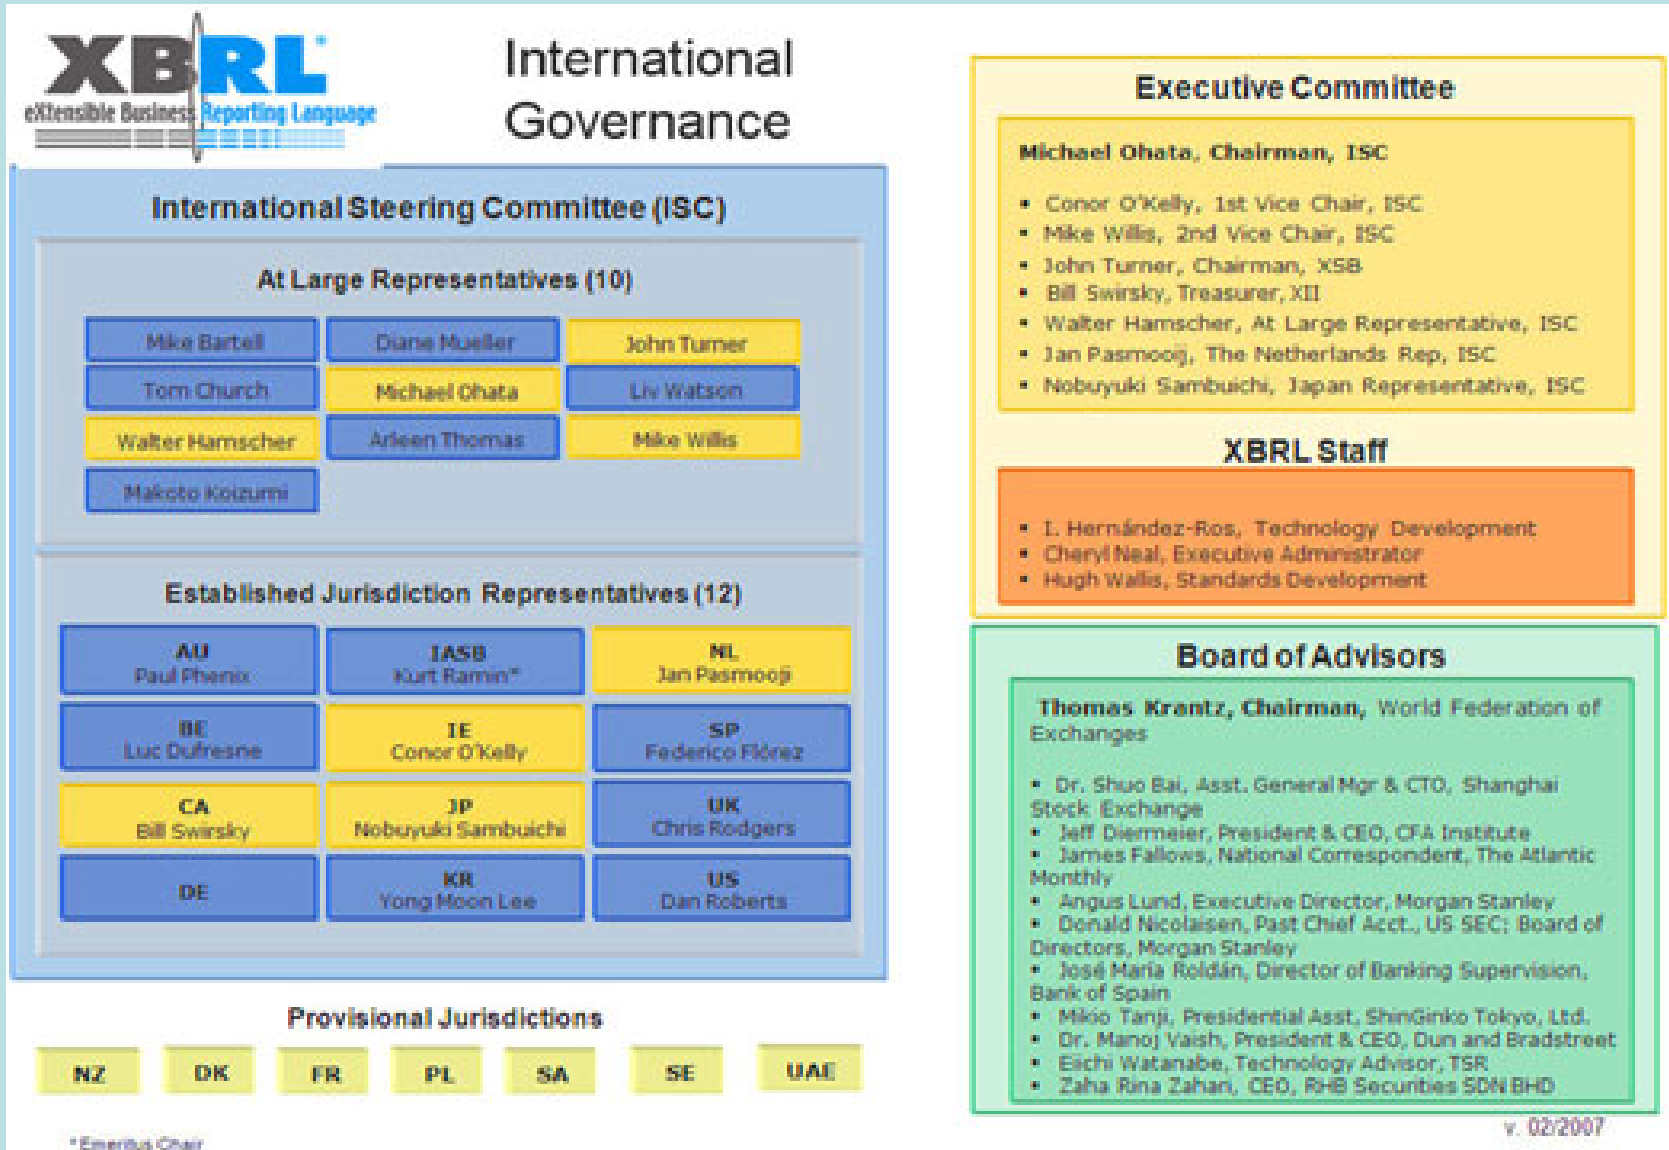 XBRL
eXtensible Business Reporting Language
International
Governance
International Steering Committee (ISC)
At Large Representatives (10)
Mike Bartell
Diane Mueller
John Turner
Tom Church
Michael Ohata
Liv Watson
Walter Hamscher
Arleen Thomas
Mike Willis
Makoto Koizumi
Established Jurisdiction Representatives (12)
AU
Paul Phenix
IASB
Kurt Ramin*
NL
Jan Pasmooji
BE
Luc Dufresne
IE
Conor O'Kelly
SP
Federico Flórez
CA
Bill Swirsky
JP
Nobuyuki Sambuichi
UK
Chris Rodgers
DE
KR
Yong Moon Lee
US
Dan Roberts
Provisional Jurisdictions
NZ
DK
FR
PL
SA
SE
UAE
* Emeritus Chair
Executive Committee
Michael Ohata, Chairman, ISC
• Conor O'Kelly, 1st Vice Chair, ISC
• Mike Willis, 2nd Vice Chair, ISC
• John Turner, Chairman, XSB
• Bill Swirsky, Treasurer, XII
• Walter Hamscher, At Large Representative, ISC
• Jan Pasmooij, The Netherlands Rep, ISC
• Nobuyuki Sambuichi, Japan Representative, ISC
XBRL Staff
• I. Hernández-Ros, Technology Development
• Cheryl Neal, Executive Administrator
• Hugh Wallis, Standards Development
Board of Advisors
Thomas Krantz, Chairman, World Federation of
Exchanges
• Dr. Shuo Bai, Asst. General Mgr & CTO, Shanghai
Stock Exchange
• Jeff Diermeier, President & CEO, CFA Institute
• James Fallows, National Correspondent, The Atlantic
Monthly
• Angus Lund, Executive Director, Morgan Stanley
• Donald Nicolaisen, Past Chief Acct., US SEC; Board of
Directors, Morgan Stanley
• José María Roldán, Director of Banking Supervision,
Bank of Spain
• Mikio Tanji, Presidential Asst, ShinGinko Tokyo, Ltd.
• Dr. Manoj Vaish, President & CEO, Dun and Bradstreet
• Eiichi Watanabe, Technology Advisor, TSR
• Zaha Rina Zahari, CEO, RHB Securities SDN BHD
v. 02/2007